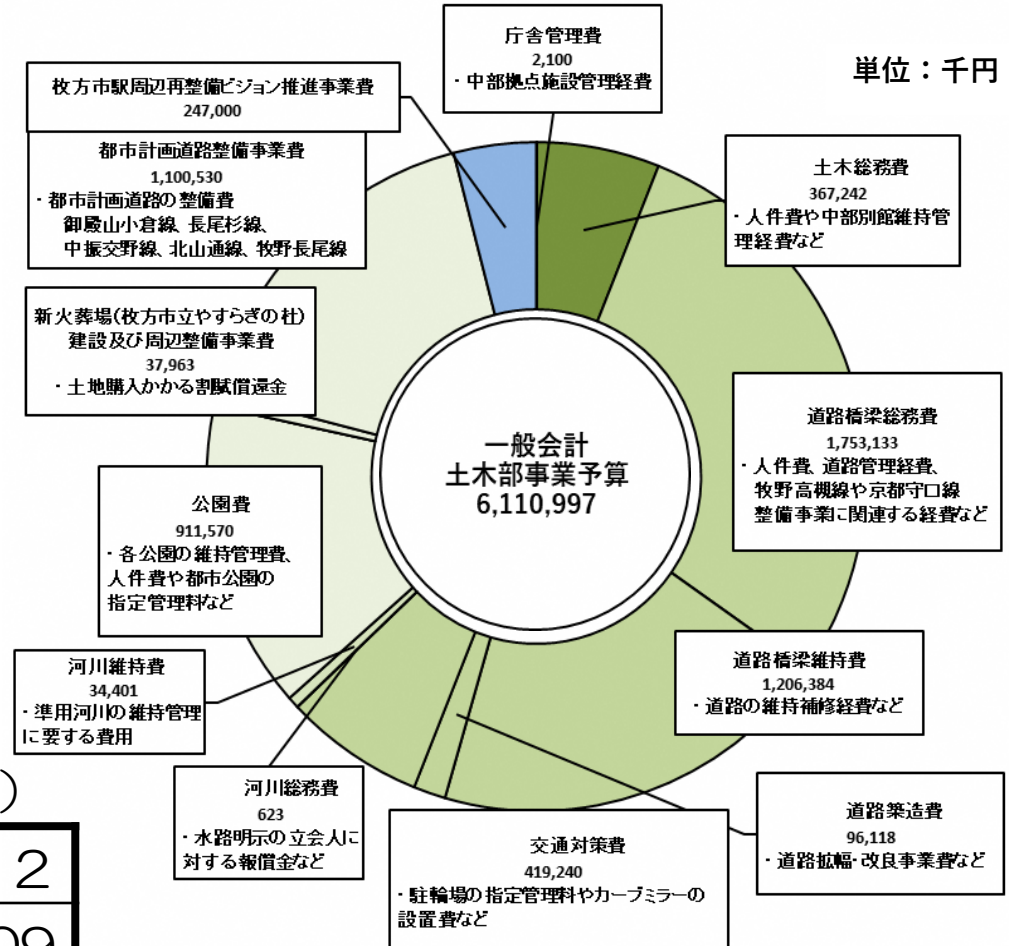 単位：千円
庁舎管理費
2,100
・中部拠点施設管理経費
土木総務費
367,242
・人件費や中部別館維持管
理経費など
道路橋梁総務費
1,753,133
・人件費、道路管理経費、
牧野高槻線や京都守口線
整備事業に関連する経費など
道路橋梁維持費
1,206,384
・道路の維持補修経費など
道路築造費
96,118
・道路拡幅・改良事業費など
交通対策費
419,240
・駐輪場の指定管理料やカーブミラーの
設置費など
河川総務費
623
・水路明示の立会人に
対する報償金など
河川維持費
34,401
・準用河川の維持管理
に要する費用
公園費
911,570
・各公園の維持管理費、
人件費や都市公園の
指定管理料など
新火葬場(枚方市立やすらぎの杜)
建設及び周辺整備事業費
37,963
・土地購入かかる割賦償還金
都市計画道路整備事業費
1,100,530
・都市計画道路の整備費
御殿山小倉線、長尾杉線、
中振交野線、北山通線、牧野長尾線
枚方市駅周辺再整備ビジョン推進事業費
247,000
一般会計
土木部事業予算
6,110,997
)
2
09